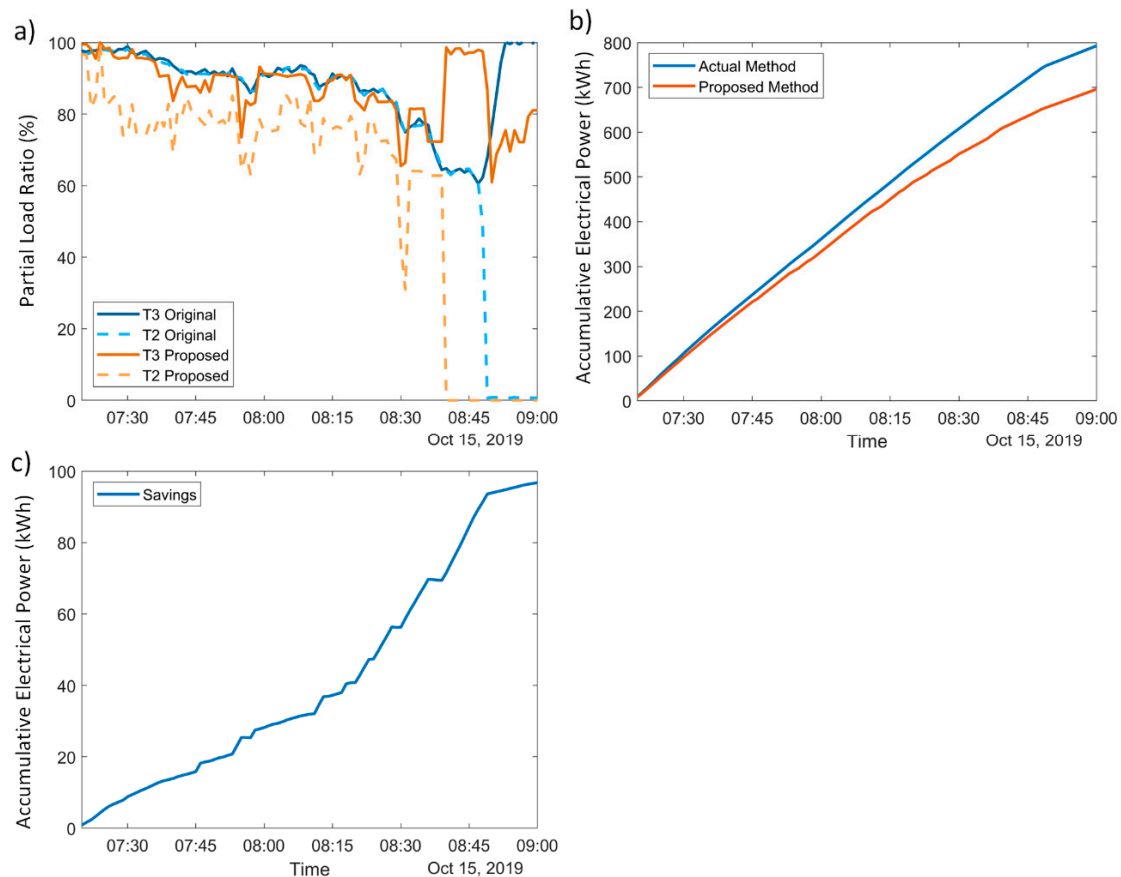 a)
Partial Load Ratio (%)
100
80
60
40
20
0
T3 Original
T2 Original
T3 Proposed
T2 Proposed
07:30 07:45 08:00 08:15 08:30 08:45 09:00
Oct 15, 2019
b)
Accumulative Electrical Power (kWh)
800
700
600
500
400
300
200
100
0
Actual Method
Proposed Method
07:30 07:45 08:00 08:15 08:30 08:45 09:00
Time
Oct 15, 2019
c)
Accumulative Electrical Power (kWh)
100
80
60
40
20
0
Savings
07:30 07:45 08:00 08:15 08:30 08:45 09:00
Time
Oct 15, 2019